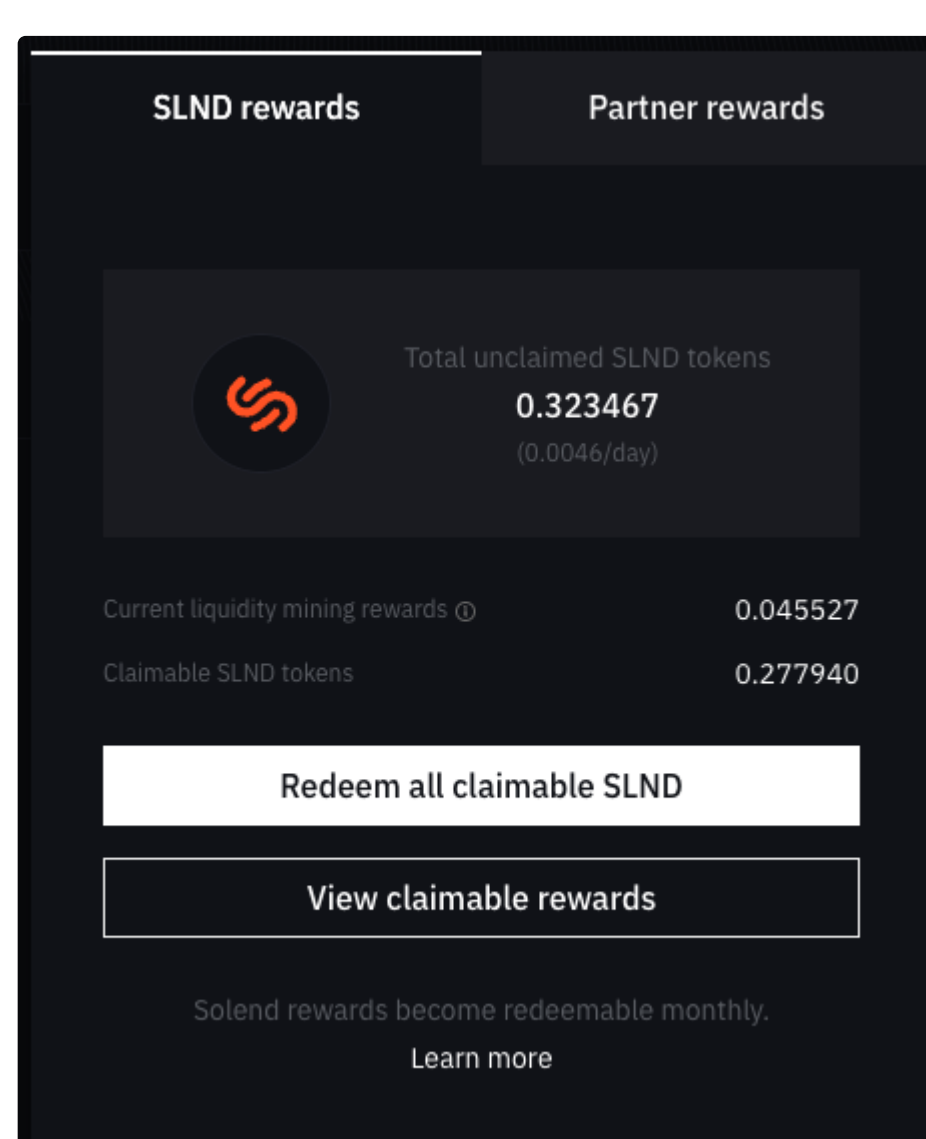 SLND rewards Partner rewards
Total unclaimed SLND tokens
0.323467
(0.0046/day)
Current liquidity mining rewards 0.045527
Claimable SLND tokens 0.277940
Redeem all claimable SLND
View claimable rewards
Solend rewards become redeemable monthly.
Learn more